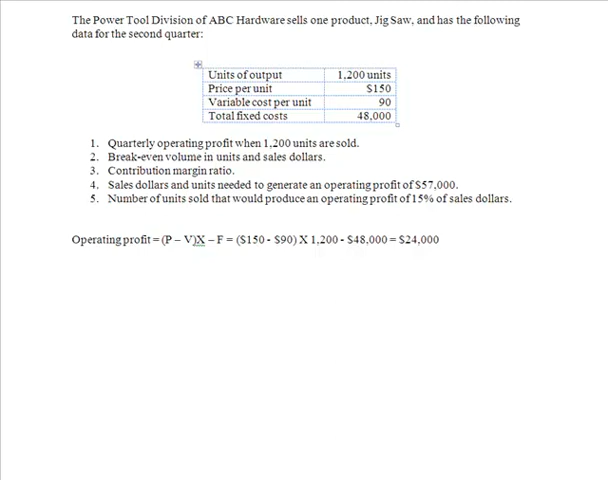 The Power Tool Division of ABC Hardware sells one product, Jig Saw, and has the following
data for the second quarter:
Units of output 1,200 units
Price per unit $150
Variable cost per unit 90
Total fixed costs 48,000
1. Quarterly operating profit when 1,200 units are sold.
2. Break-even volume in units and sales dollars.
3. Contribution margin ratio.
4. Sales dollars and units needed to generate an operating profit of $57,000.
5. Number of units sold that would produce an operating profit of 15% of sales dollars.
Operating profit = (P – V)X – F = ($150 - $90) X 1,200 - $48,000 = $24,000